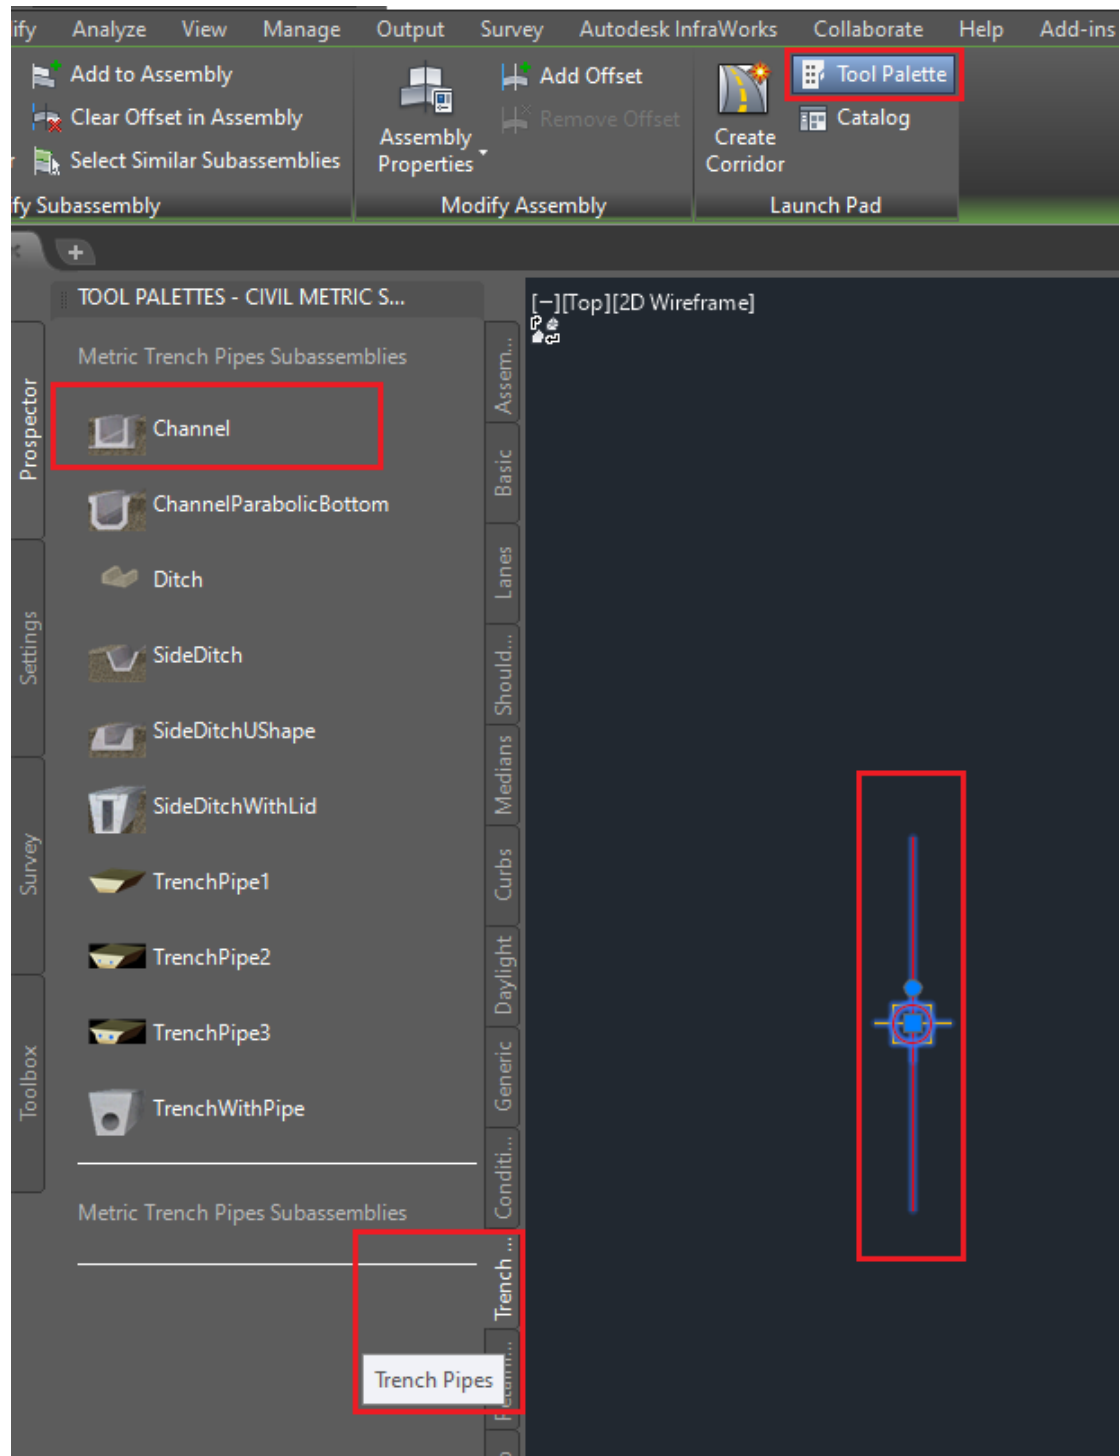 ify Analyze View Manage Output Survey Autodesk InfraWorks Collaborate Help Add-ins
Add to Assembly
Clear Offset in Assembly
Select Similar Subassemblies
fy Subassembly
Assembly
Properties
Add Offset
Remove Offset
Modify Assembly
Create
Corridor
Tool Palette
Catalog
Launch Pad
TOOL PALETTES - CIVIL METRIC S...
[−][Top][2D Wireframe]
Prospector
Settings
Survey
Toolbox
Metric Trench Pipes Subassemblies
Channel
ChannelParabolicBottom
Ditch
SideDitch
SideDitchUShape
SideDitchWithLid
TrenchPipe1
TrenchPipe2
TrenchPipe3
TrenchWithPipe
Metric Trench Pipes Subassemblies
Assem...
Basic
Lanes
Should...
Medians
Curbs
Daylight
Generic
Conditi...
Trench ...
Trench Pipes